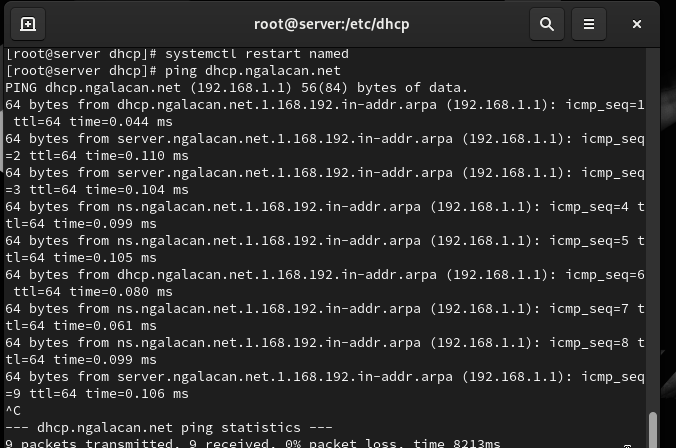 root@server:/etc/dhcp
[root@server dhcp]# systemctl restart named
[root@server dhcp]# ping dhcp.ngalacan.net
PING dhcp.ngalacan.net (192.168.1.1) 56(84) bytes of data.
64 bytes from dhcp.ngalacan.net.1.168.192.in-addr.arpa (192.168.1.1): icmp_seq=1
 ttl=64 time=0.044 ms
64 bytes from server.ngalacan.net.1.168.192.in-addr.arpa (192.168.1.1): icmp_seq
=2 ttl=64 time=0.110 ms
64 bytes from server.ngalacan.net.1.168.192.in-addr.arpa (192.168.1.1): icmp_seq
=3 ttl=64 time=0.104 ms
64 bytes from ns.ngalacan.net.1.168.192.in-addr.arpa (192.168.1.1): icmp_seq=4 t
tl=64 time=0.099 ms
64 bytes from ns.ngalacan.net.1.168.192.in-addr.arpa (192.168.1.1): icmp_seq=5 t
tl=64 time=0.105 ms
64 bytes from dhcp.ngalacan.net.1.168.192.in-addr.arpa (192.168.1.1): icmp_seq=6
 ttl=64 time=0.080 ms
64 bytes from ns.ngalacan.net.1.168.192.in-addr.arpa (192.168.1.1): icmp_seq=7 t
tl=64 time=0.061 ms
64 bytes from ns.ngalacan.net.1.168.192.in-addr.arpa (192.168.1.1): icmp_seq=8 t
tl=64 time=0.099 ms
64 bytes from server.ngalacan.net.1.168.192.in-addr.arpa (192.168.1.1): icmp_seq
=9 ttl=64 time=0.106 ms
^C
--- dhcp.ngalacan.net ping statistics ---
9 packets transmitted, 9 received, 0% packet loss, time 8213ms